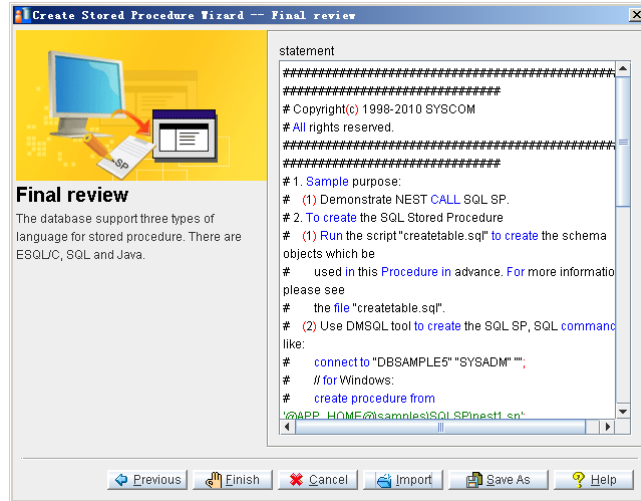 Create Stored Procedure Wizard -- Final review
SP
Final review
The database support three types of
language for stored procedure. There are
ESQL/C, SQL and Java.
statement
##################################################
################################
# Copyright(c) 1998-2010 SYSCOM
# All rights reserved.
##################################################
################################
# 1. Sample purpose:
# (1) Demonstrate NEST CALL SQL SP.
# 2. To create the SQL Stored Procedure
# (1) Run the script "createtable.sql" to create the schema
objects which be
# used in this Procedure in advance. For more informatio
please see
# the file "createtable.sql".
# (2) Use DMSQL tool to create the SQL SP, SQL command
like:
# connect to "DBSAMPLE5" "SYSADM" "";
# // for Windows:
# create procedure from
'@APP_HOME@\samples\SQLSP\nest1.sp';
Previous
Finish
Cancel
Import
Save As
Help